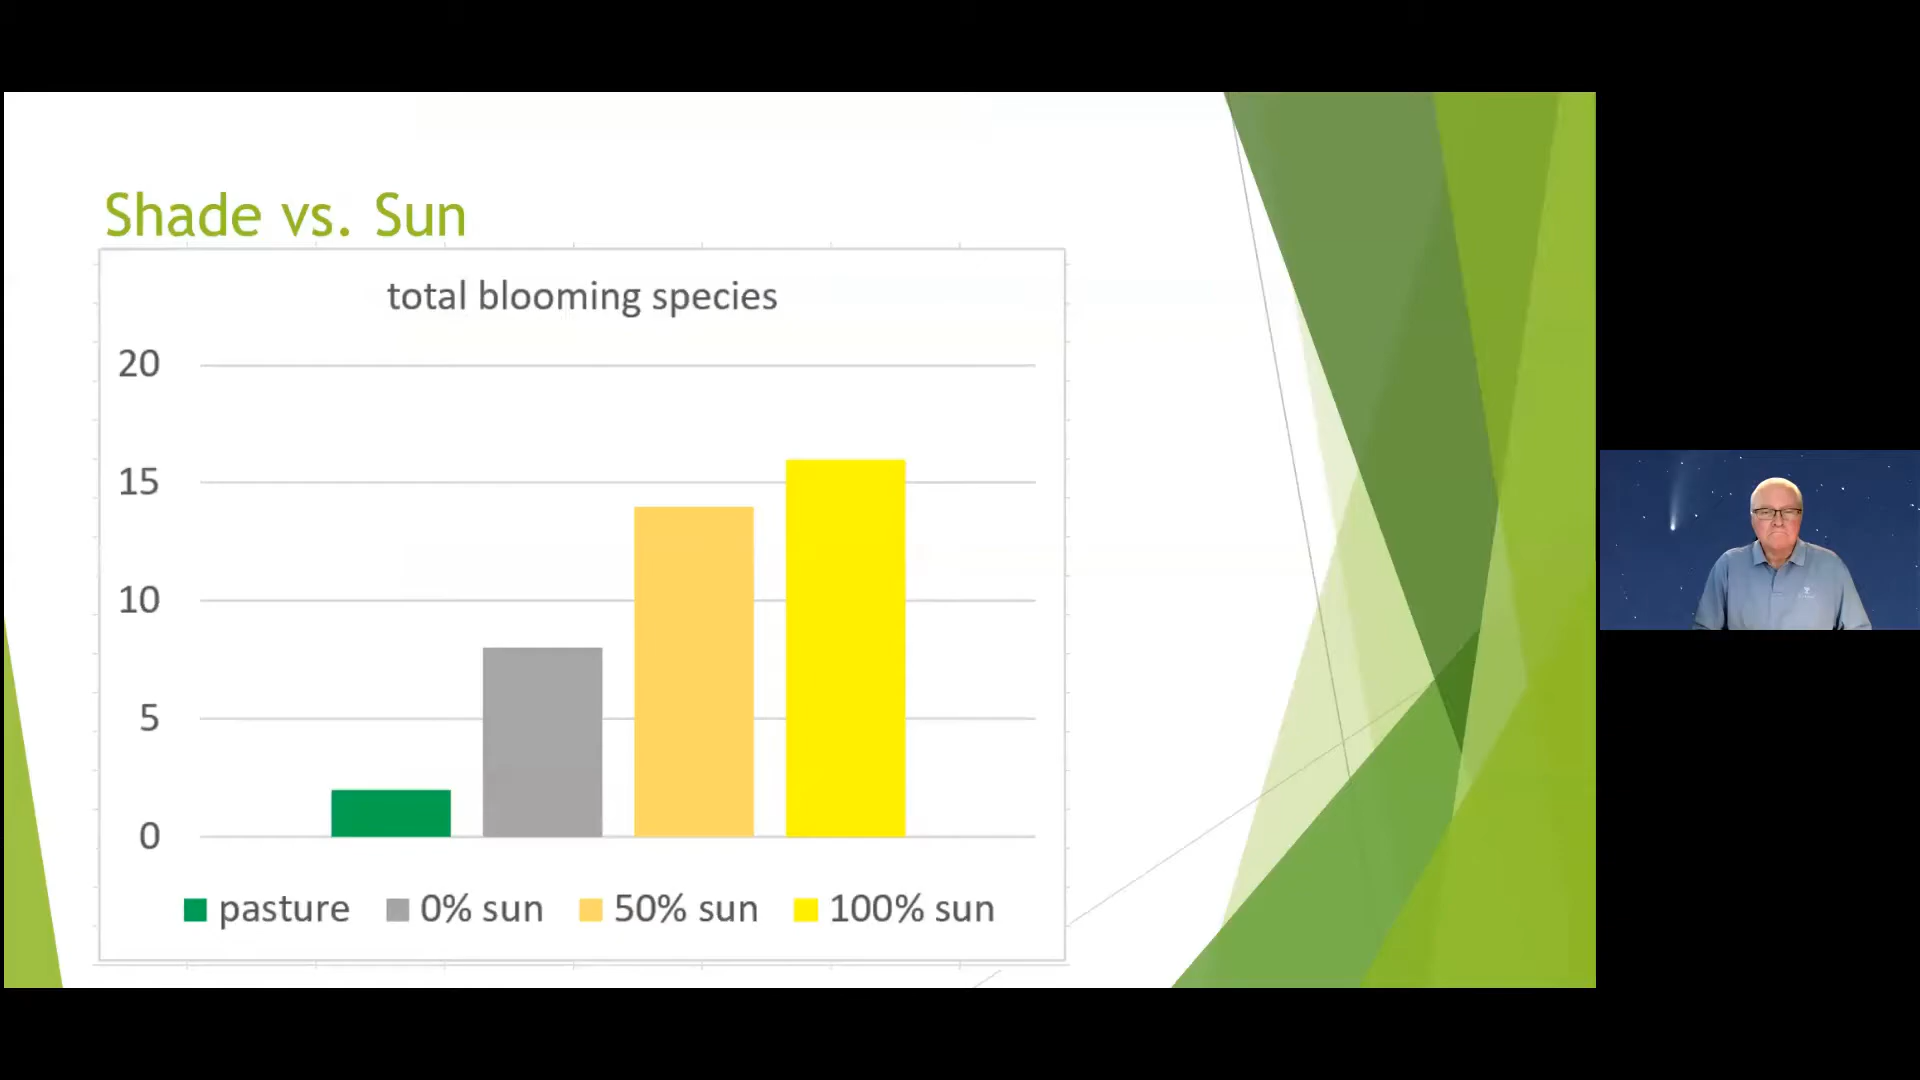 Shade vs. Sun
total blooming species
20
15
10
5
0
pasture 0% sun 50% sun 100% sun